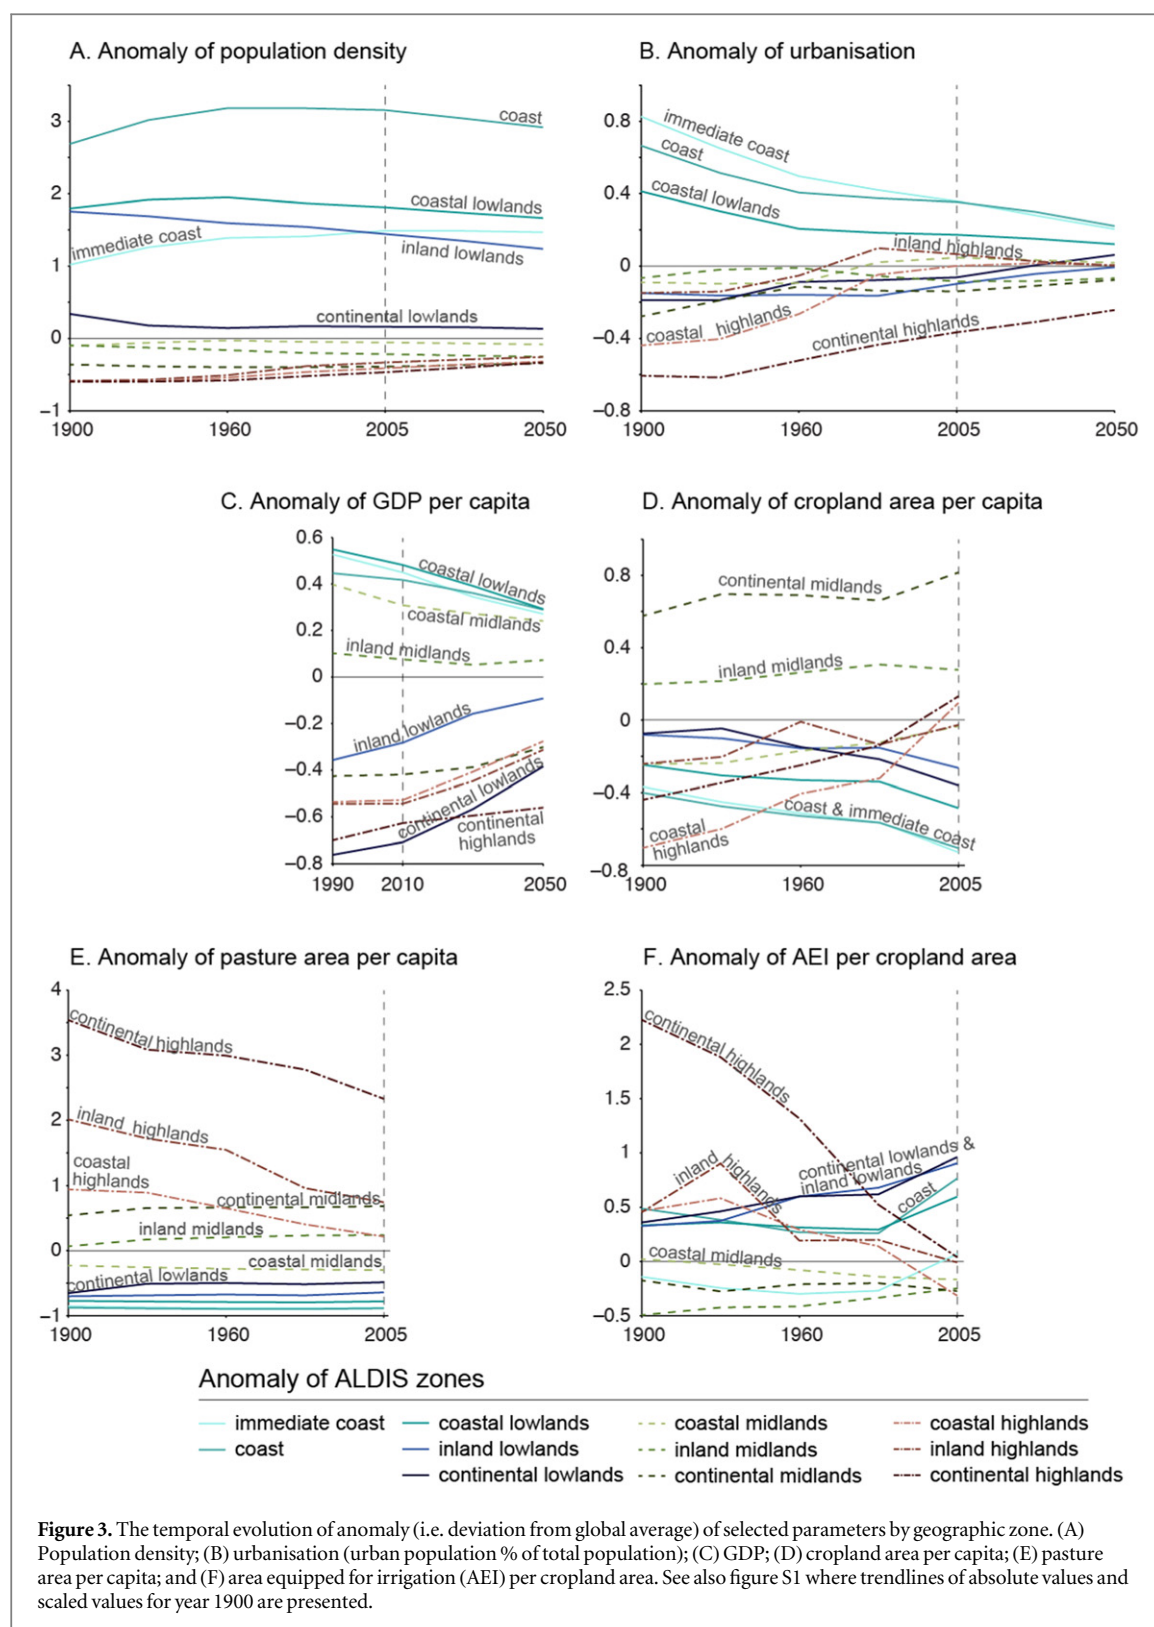 A. Anomaly of population density
3
2
1
0
–1
1900
1960
2005
2050
coast
coastal lowlands
immediate coast
inland lowlands
continental lowlands
B. Anomaly of urbanisation
0.8
0.4
0
–0.4
–0.8
1900
1960
2005
2050
immediate coast
coast
coastal lowlands
inland highlands
coastal highlands
continental highlands
C. Anomaly of GDP per capita
0.6
0.4
0.2
0
–0.2
–0.4
–0.6
–0.8
1990
2010
2050
coastal lowlands
coastal midlands
inland midlands
inland lowlands
continental lowlands
continental
highlands
D. Anomaly of cropland area per capita
0.8
0.4
0
–0.4
–0.8
1900
1960
2005
continental midlands
inland midlands
coast & immediate coast
coastal
highlands
E. Anomaly of pasture area per capita
4
3
2
1
0
–1
1900
1960
2005
continental highlands
inland highlands
coastal
highlands
continental midlands
inland midlands
coastal midlands
continental lowlands
F. Anomaly of AEI per cropland area
2.5
2
1.5
1
0.5
0
–0.5
1900
1960
2005
continental highlands
inland highlands
continental lowlands &
inland lowlands
coast
coastal midlands
Anomaly of ALDIS zones
immediate coast
coast
coastal lowlands
inland lowlands
continental lowlands
coastal midlands
inland midlands
continental midlands
coastal highlands
inland highlands
continental highlands
Figure 3. The temporal evolution of anomaly (i.e. deviation from global average) of selected parameters by geographic zone. (A)
Population density; (B) urbanisation (urban population % of total population); (C) GDP; (D) cropland area per capita; (E) pasture
area per capita; and (F) area equipped for irrigation (AEI) per cropland area. See also figure S1 where trendlines of absolute values and
scaled values for year 1900 are presented.